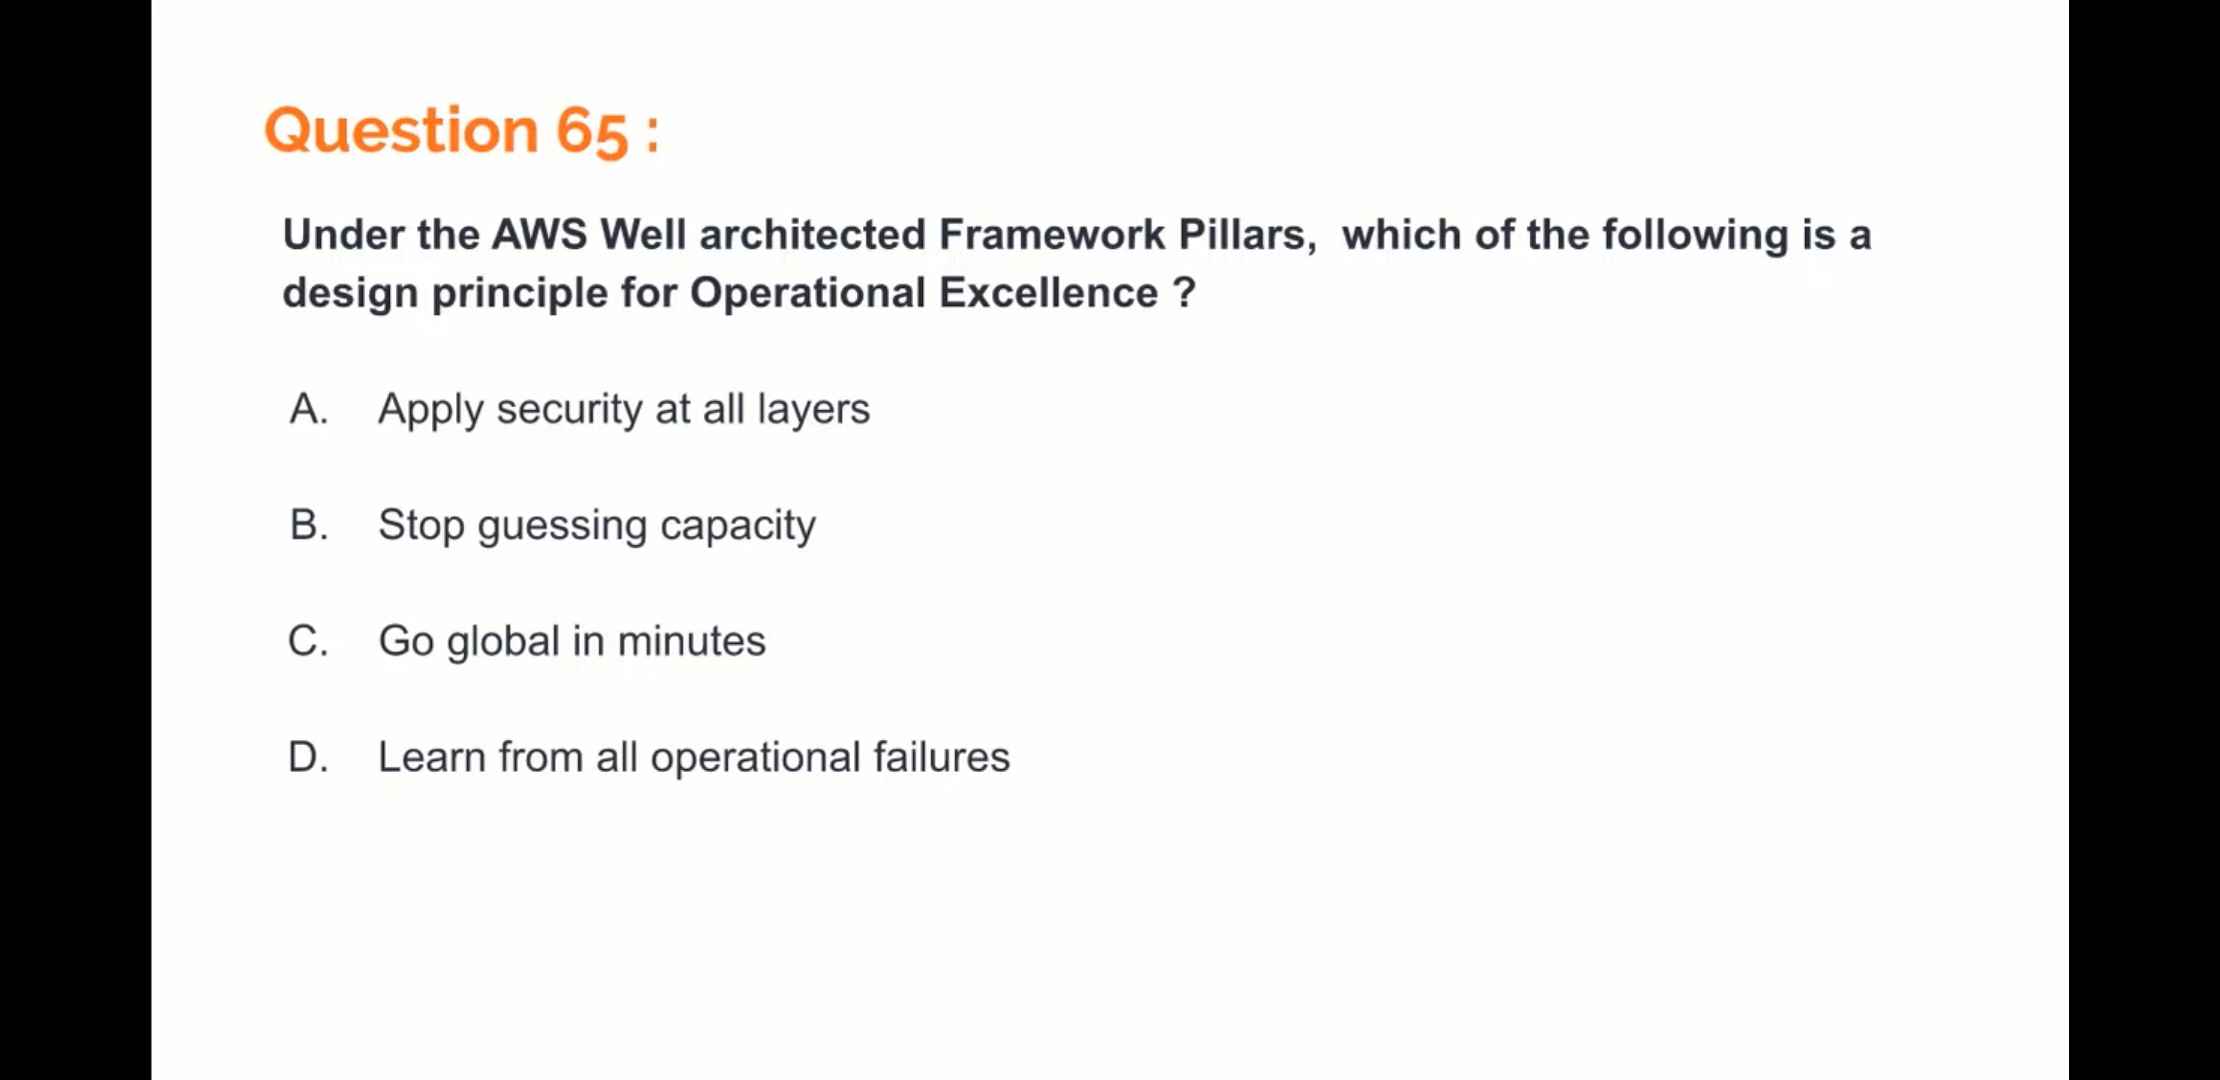 Question 65 :
Under the AWS Well architected Framework Pillars, which of the following is a
design principle for Operational Excellence ?
A. Apply security at all layers
B. Stop guessing capacity
C. Go global in minutes
D. Learn from all operational failures